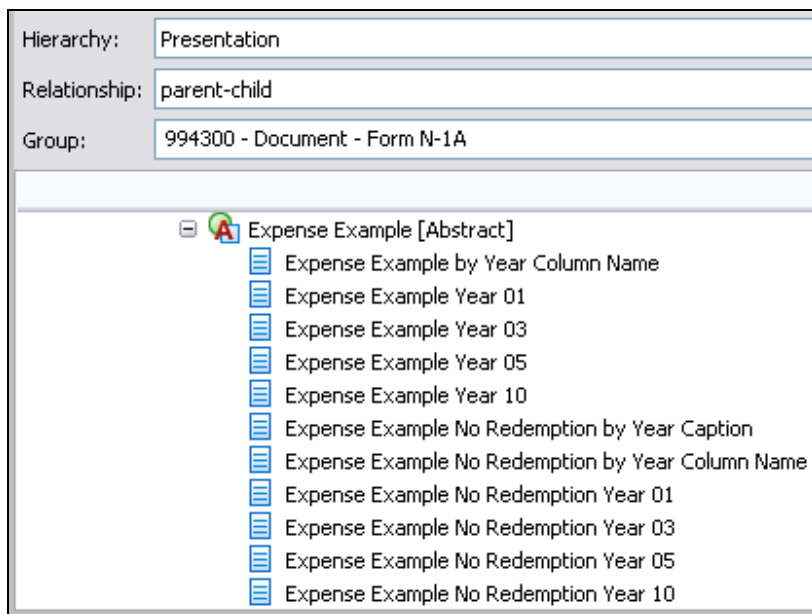 Hierarchy: Presentation
Relationship: parent-child
Group: 994300 - Document - Form N-1A
Expense Example [Abstract]
Expense Example by Year Column Name
Expense Example Year 01
Expense Example Year 03
Expense Example Year 05
Expense Example Year 10
Expense Example No Redemption by Year Caption
Expense Example No Redemption by Year Column Name
Expense Example No Redemption Year 01
Expense Example No Redemption Year 03
Expense Example No Redemption Year 05
Expense Example No Redemption Year 10